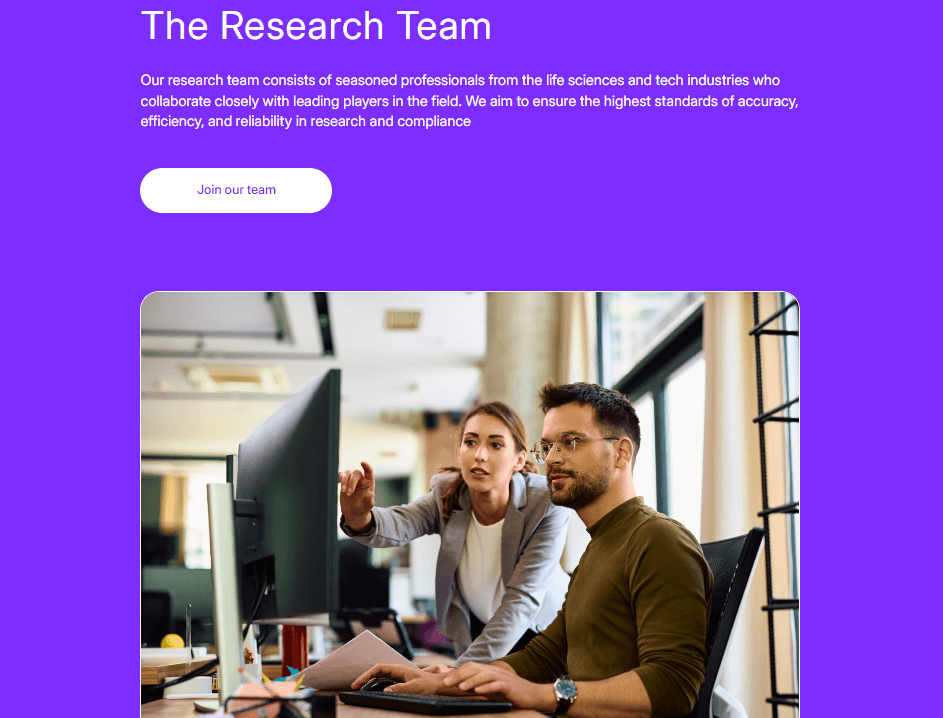 The Research Team
Our research team consists of seasoned professionals from the life sciences and tech industries who
collaborate closely with leading players in the field. We aim to ensure the highest standards of accuracy,
efficiency, and reliability in research and compliance
Join our team